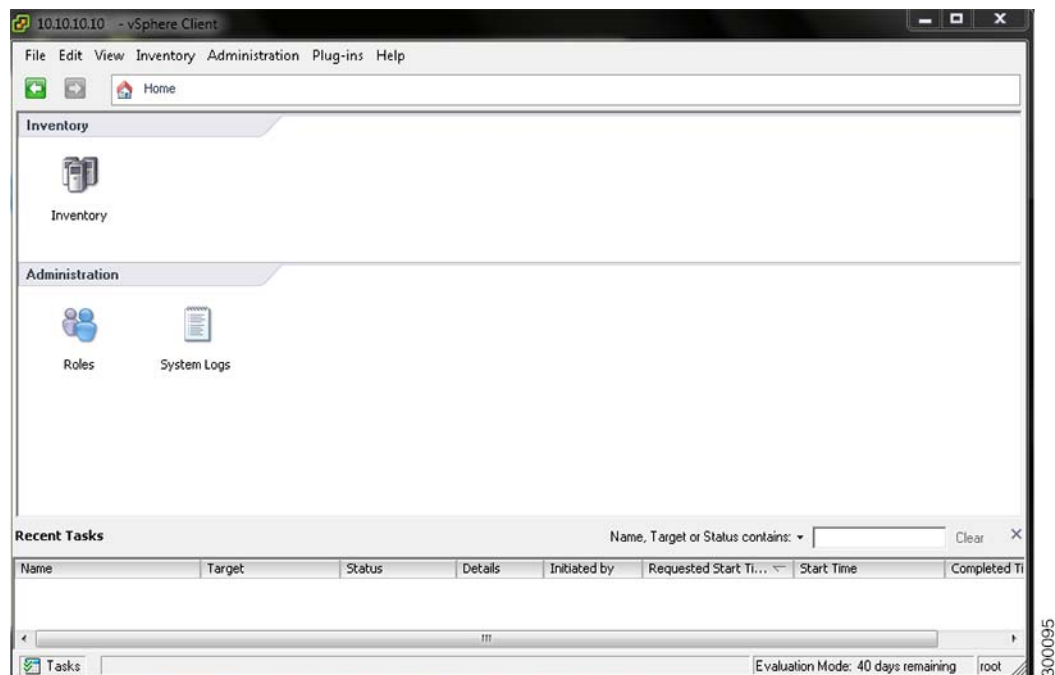 10.10.10.10 - vSphere Client
File Edit View Inventory Administration Plug-ins Help
Home
Inventory
Inventory
Administration
Roles System Logs
Recent Tasks Name, Target or Status contains: Clear
Name Target Status Details Initiated by Requested Start Ti... Start Time Completed Ti
Tasks Evaluation Mode: 40 days remaining root
300095